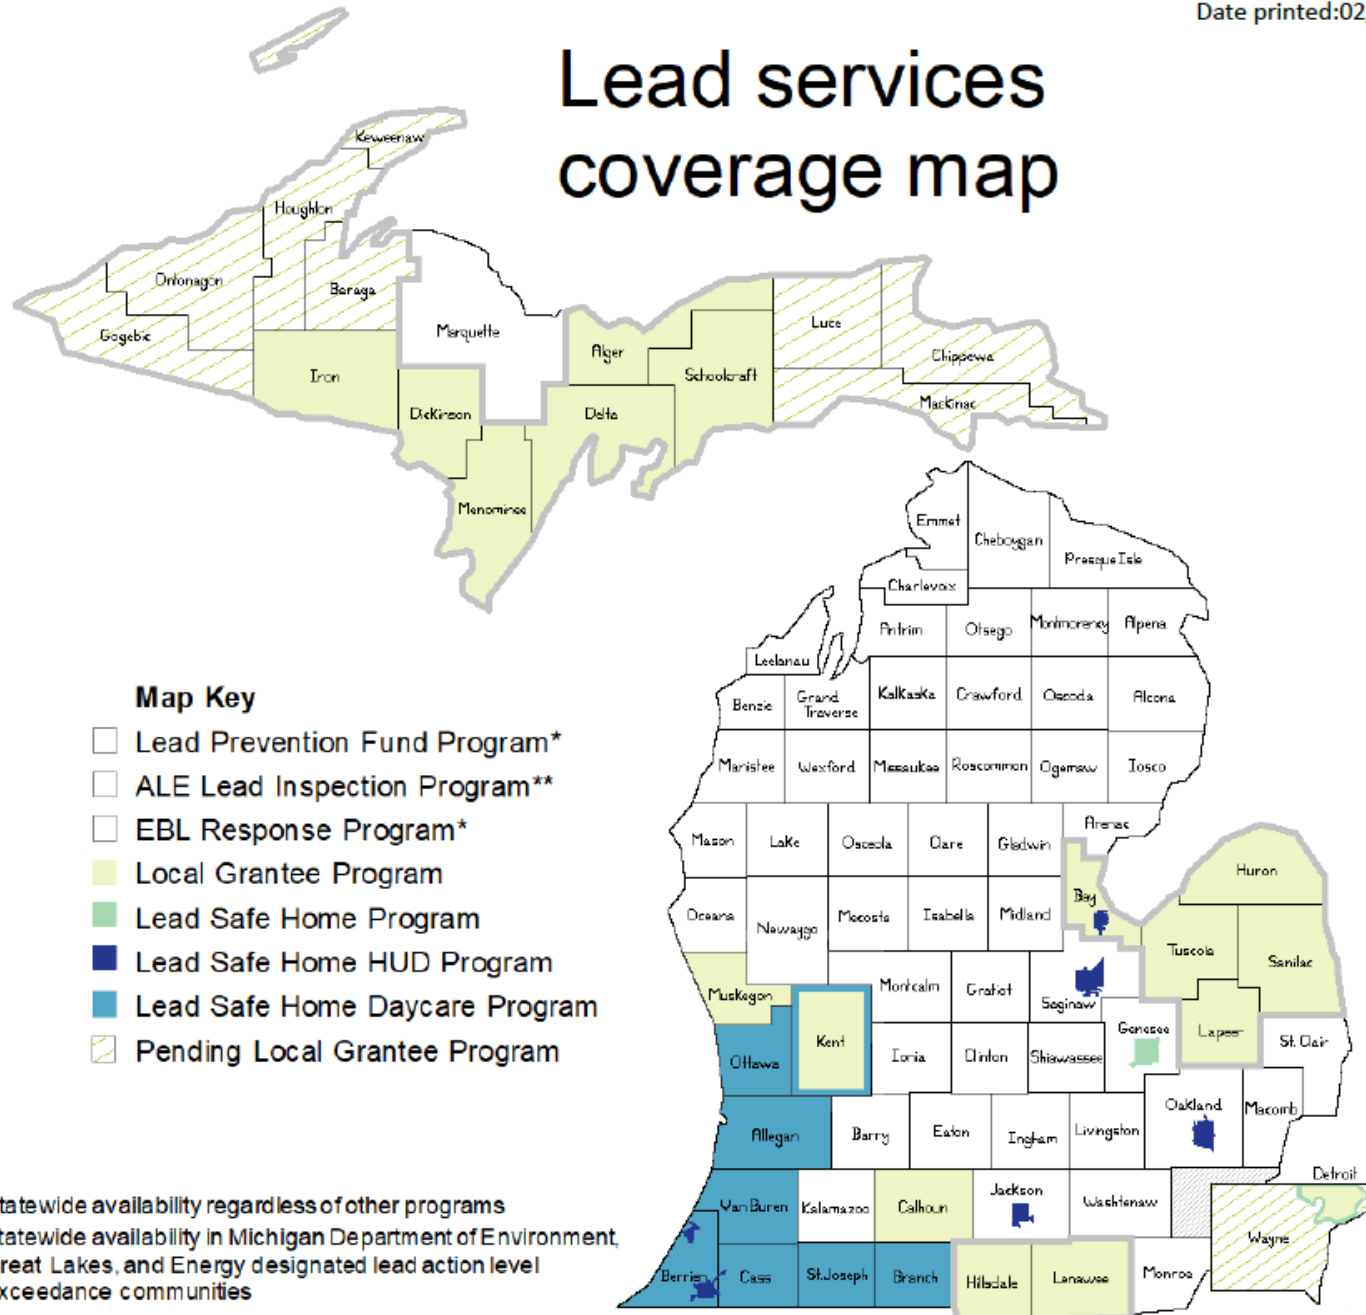 Date printed:02
Lead services
coverage map
Keweenaw
Houghton
Ontonagon
Baraga
Gogebic
Marquette
Iron
Dickinson
Menominee
Alger
Delta
Schoolcraft
Luce
Chippewa
Mackinac
Emmet
Cheboygan
Presque Isle
Charlevoix
Antrim
Otsego
Montmorency
Alpena
Leelanau
Benzie
Grand
Traverse
Kalkaska
Crawford
Oscoda
Alcona
Manistee
Wexford
Missaukee
Roscommon
Ogemaw
Iosco
Arenac
Mason
Lake
Osceola
Clare
Gladwin
Huron
Bay
Oceana
Newaygo
Mecosta
Isabella
Midland
Tuscola
Sanilac
Muskegon
Montcalm
Gratiot
Saginaw
Genesee
Lapeer
St. Clair
Ottawa
Kent
Ionia
Clinton
Shiawassee
Oakland
Macomb
Allegan
Barry
Eaton
Ingham
Livingston
Detroit
Van Buren
Kalamazoo
Calhoun
Jackson
Washtenaw
Wayne
Berrien
Cass
St.Joseph
Branch
Hillsdale
Lenawee
Monroe
Map Key
Lead Prevention Fund Program*
ALE Lead Inspection Program**
EBL Response Program*
Local Grantee Program
Lead Safe Home Program
Lead Safe Home HUD Program
Lead Safe Home Daycare Program
Pending Local Grantee Program
tatewide availability regardless of other programs
tatewide availability in Michigan Department of Environment,
reat Lakes, and Energy designated lead action level
xceedance communities